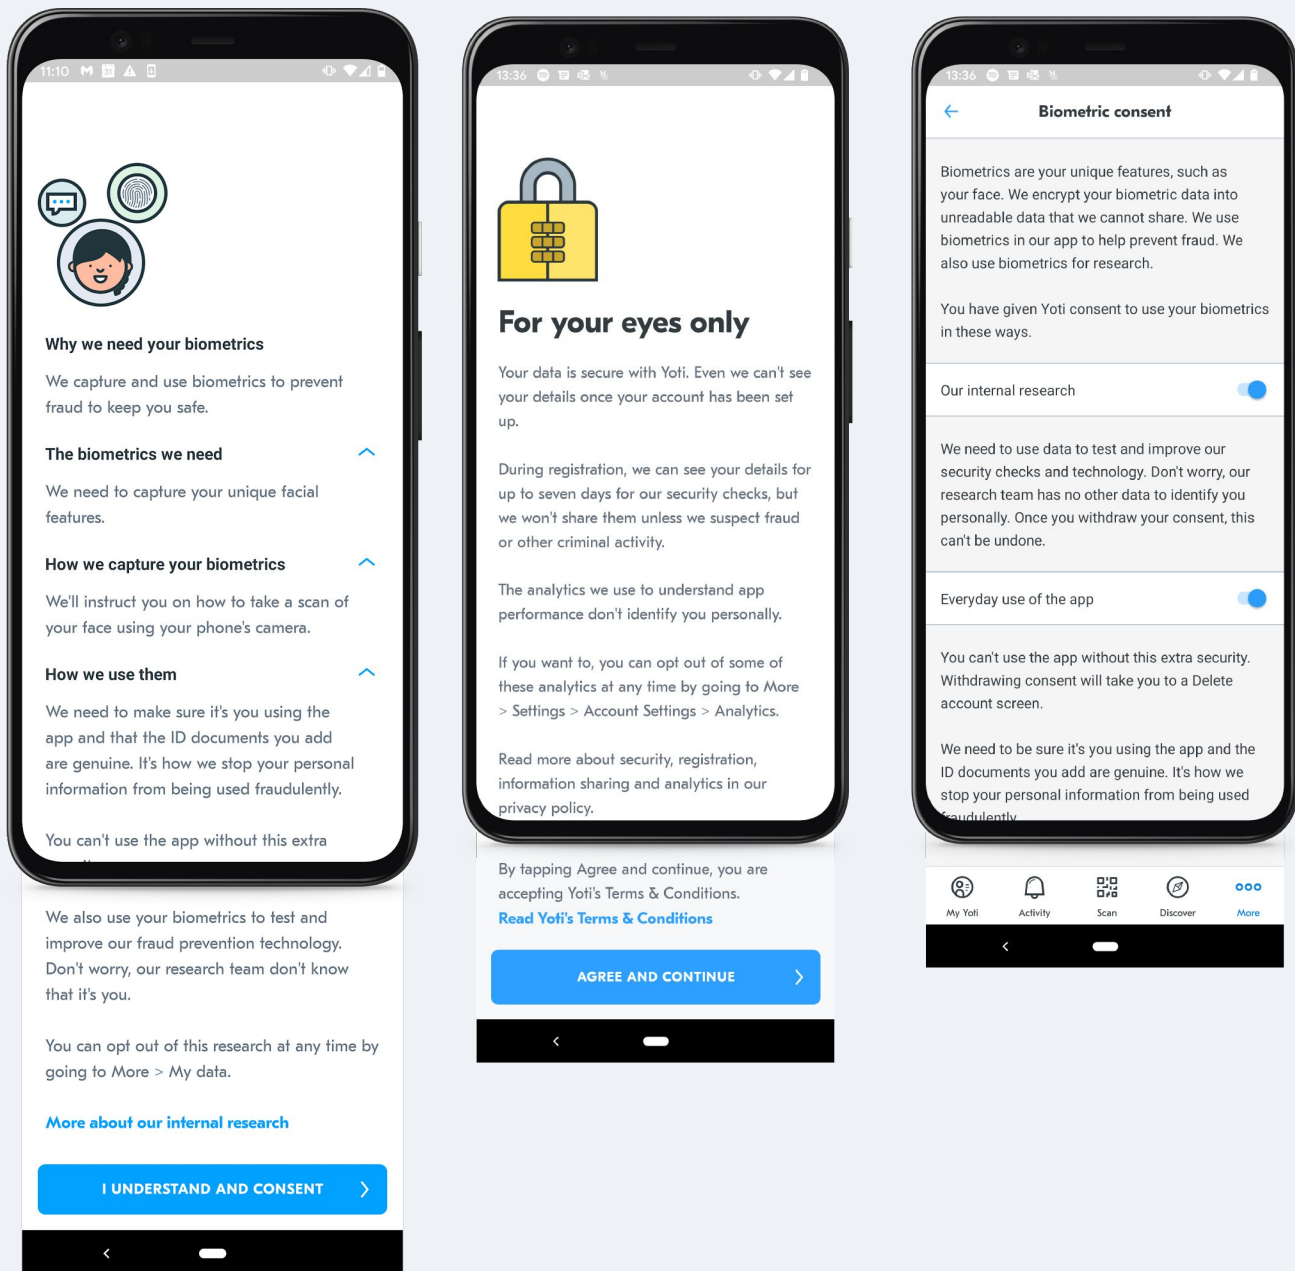 11:10
31
Why we need your biometrics
We capture and use biometrics to prevent
fraud to keep you safe.
The biometrics we need
We need to capture your unique facial
features.
How we capture your biometrics
We'll instruct you on how to take a scan of
your face using your phone's camera.
How we use them
We need to make sure it's you using the
app and that the ID documents you add
are genuine. It's how we stop your personal
information from being used fraudulently.
You can't use the app without this extra
We also use your biometrics to test and
improve our fraud prevention technology.
Don't worry, our research team don't know
that it's you.
You can opt out of this research at any time by
going to More > My data.
More about our internal research
I UNDERSTAND AND CONSENT
13:36
For your eyes only
Your data is secure with Yoti. Even we can't see
your details once your account has been set
up.
During registration, we can see your details for
up to seven days for our security checks, but
we won't share them unless we suspect fraud
or other criminal activity.
The analytics we use to understand app
performance don't identify you personally.
If you want to, you can opt out of some of
these analytics at any time by going to More
> Settings > Account Settings > Analytics.
Read more about security, registration,
information sharing and analytics in our
privacy policy.
By tapping Agree and continue, you are
accepting Yoti's Terms & Conditions.
Read Yoti's Terms & Conditions
AGREE AND CONTINUE
13:36
Biometric consent
Biometrics are your unique features, such as
your face. We encrypt your biometric data into
unreadable data that we cannot share. We use
biometrics in our app to help prevent fraud. We
also use biometrics for research.
You have given Yoti consent to use your biometrics
in these ways.
Our internal research
We need to use data to test and improve our
security checks and technology. Don't worry, our
research team has no other data to identify you
personally. Once you withdraw your consent, this
can't be undone.
Everyday use of the app
You can't use the app without this extra security.
Withdrawing consent will take you to a Delete
account screen.
We need to be sure it's you using the app and the
ID documents you add are genuine. It's how we
stop your personal information from being used
fraudulently
My Yoti
Activity
Scan
Discover
More